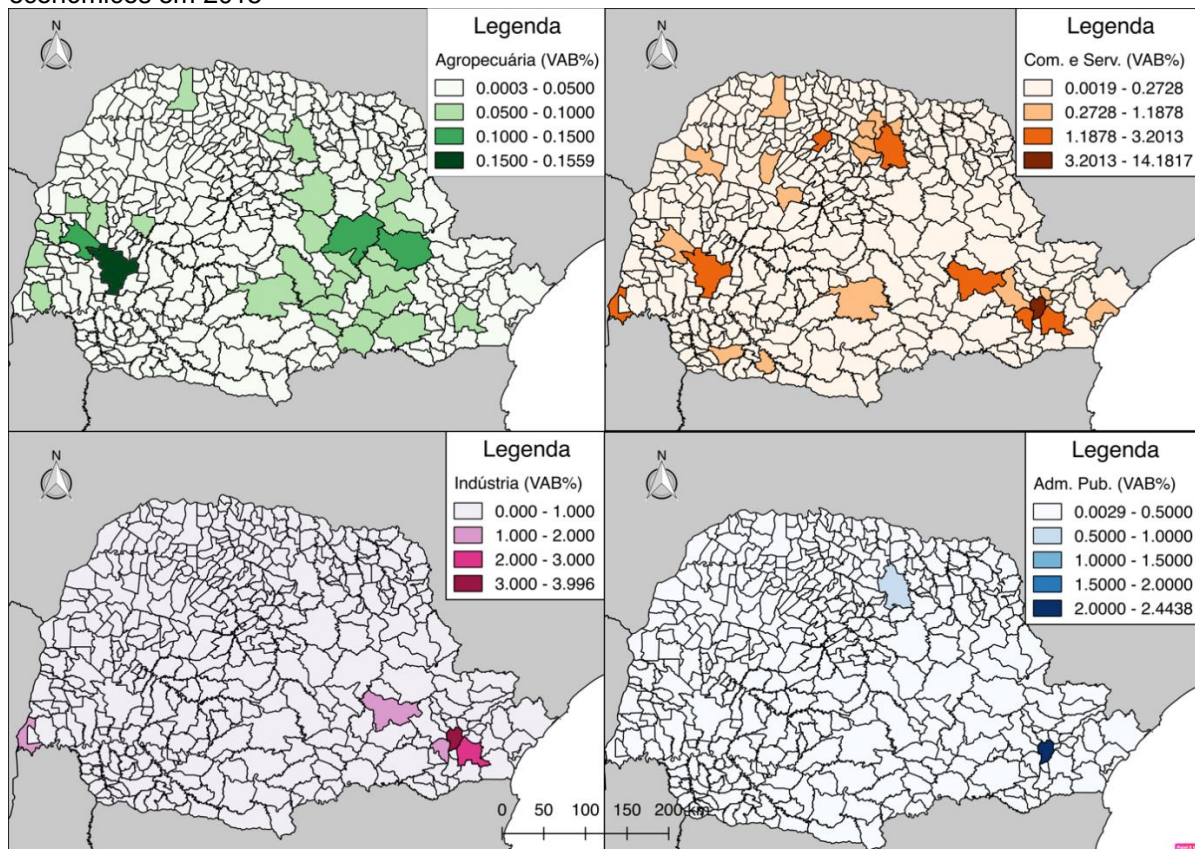 econômicos em 2018
N
Legenda
Agropecuária (VAB%)
0.0003 - 0.0500
0.0500 - 0.1000
0.1000 - 0.1500
0.1500 - 0.1559
Legenda
N
Com. e Serv. (VAB%)
0.0019 - 0.2728
0.2728 - 1.1878
1.1878 - 3.2013
3.2013 - 14.1817
N
Legenda
Indústria (VAB%)
0.000 - 1.000
1.000 - 2.000
2.000 - 3.000
3.000 - 3.996
N
Legenda
Adm. Pub. (VAB%)
0.0029 - 0.5000
0.5000 - 1.0000
1.0000 - 1.5000
1.5000 - 2.0000
2.0000 - 2.4438
0 50 100 150 200 km